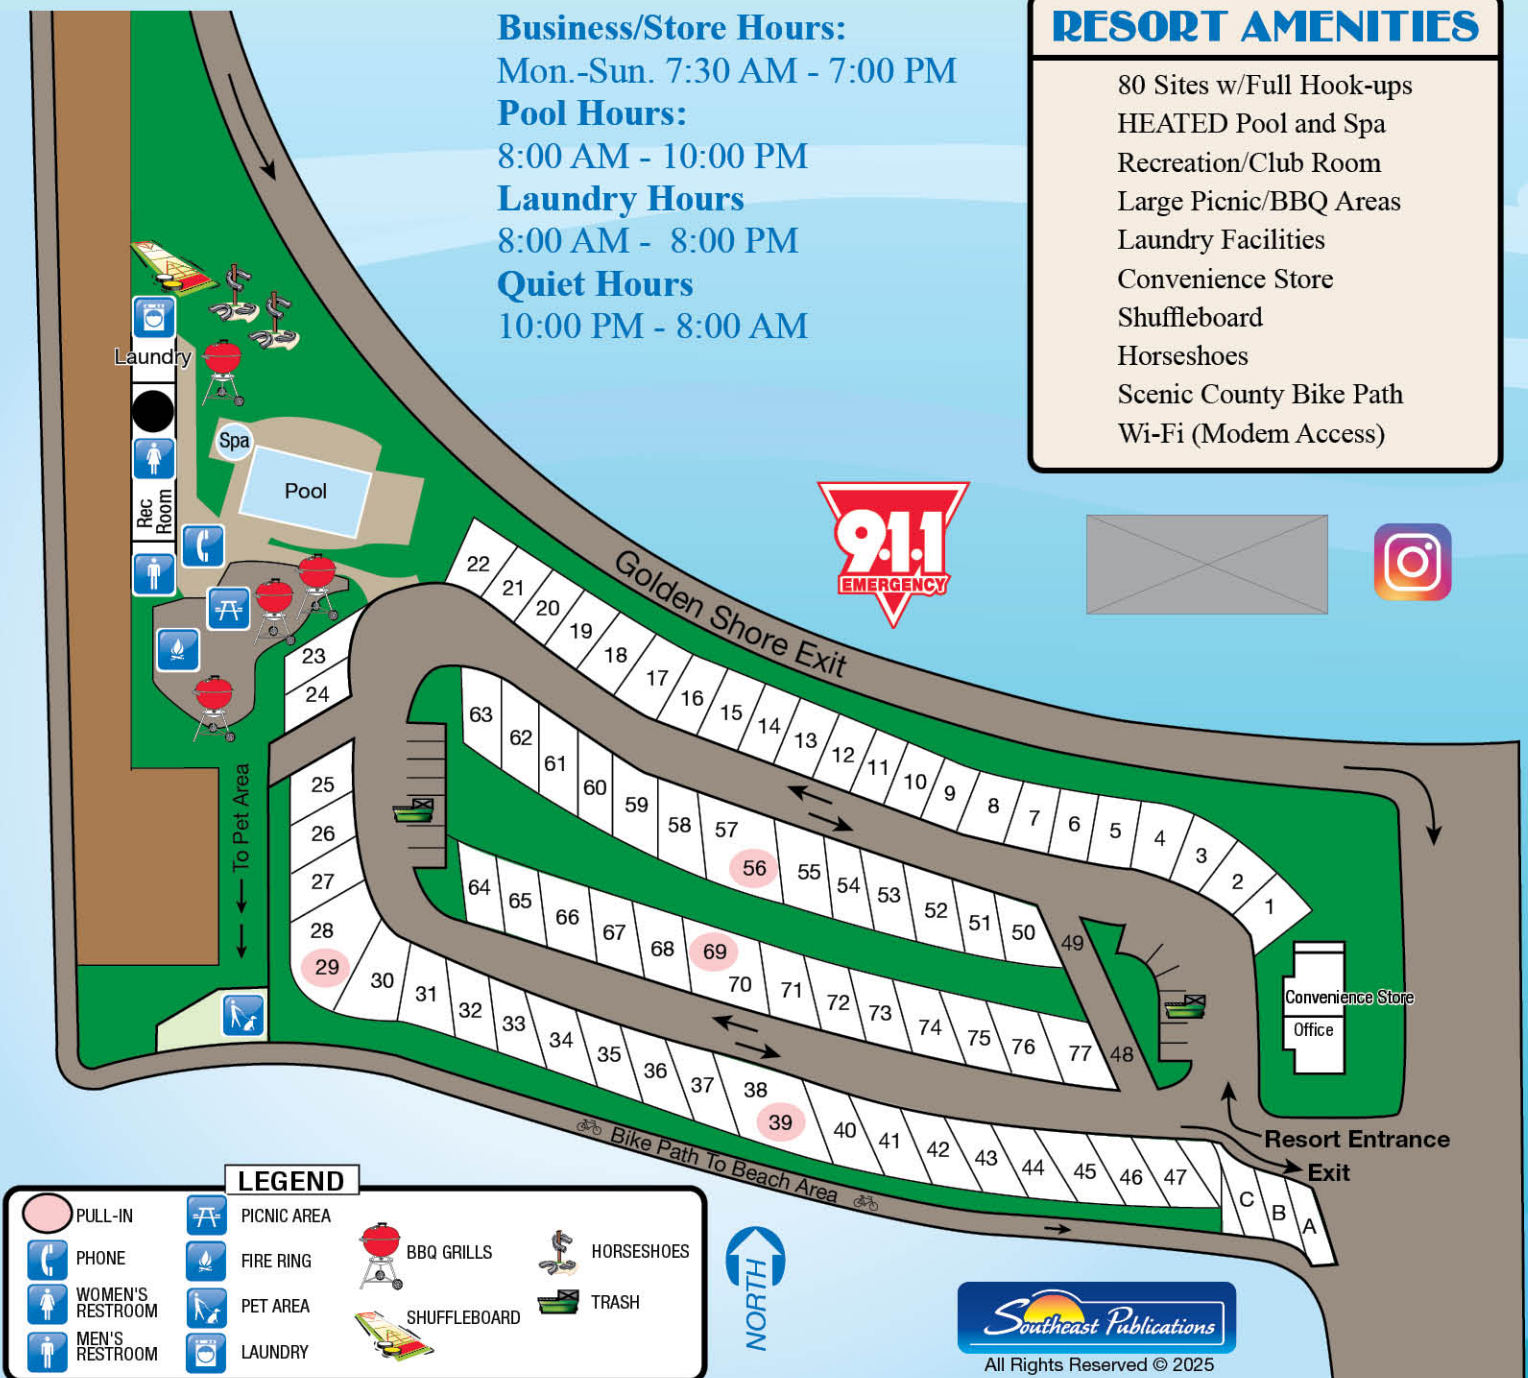 Business/Store Hours:
Mon.-Sun. 7:30 AM - 7:00 PM
Pool Hours:
8:00 AM - 10:00 PM
Laundry Hours
8:00 AM - 8:00 PM
Quiet Hours
10:00 PM - 8:00 AM
RESORT AMENITIES
80 Sites w/Full Hook-ups
HEATED Pool and Spa
Recreation/Club Room
Large Picnic/BBQ Areas
Laundry Facilities
Convenience Store
Shuffleboard
Horseshoes
Scenic County Bike Path
Wi-Fi (Modem Access)
9.1.1
EMERGENCY
Laundry
Spa
Pool
Rec
Room
Golden Shore Exit
22
21
20
19
18
17
16
15
14
13
12
11
10
9
8
7
6
5
4
3
2
1
23
24
25
26
27
28
29
To Pet Area
63
62
61
60
59
58
57
56
55
54
53
52
51
50
49
64
65
66
67
68
69
70
71
72
73
74
75
76
77
48
30
31
32
33
34
35
36
37
38
39
40
41
42
43
44
45
46
47
C
B
A
Convenience Store
Office
Resort Entrance
Exit
Bike Path To Beach Area
LEGEND
PULL-IN
PHONE
WOMEN'S
RESTROOM
MEN'S
RESTROOM
PICNIC AREA
FIRE RING
PET AREA
LAUNDRY
BBQ GRILLS
SHUFFLEBOARD
HORSESHOES
TRASH
NORTH
Southeast Publications
All Rights Reserved © 2025